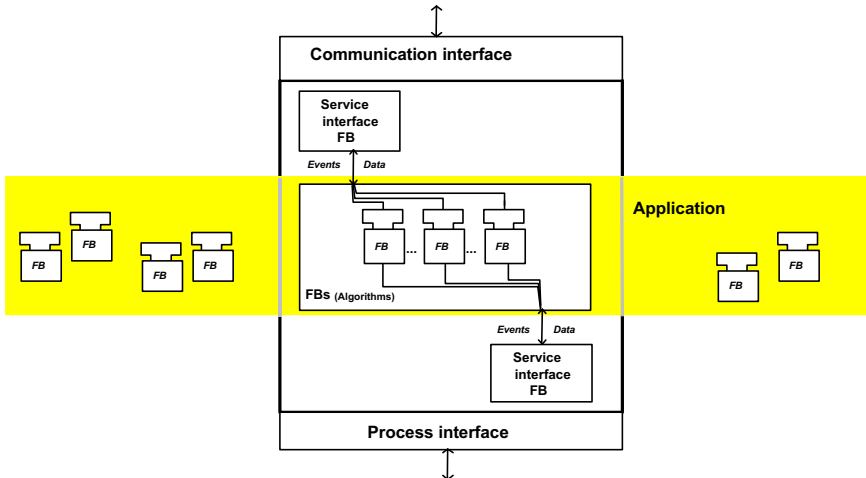 Communication interface
Service
interface
FB
Events Data
Application
FB
FB
FB
FB
FB ... FB ... FB
FB
FB
FBs (Algorithms)
Events Data
Service
interface
FB
Process interface